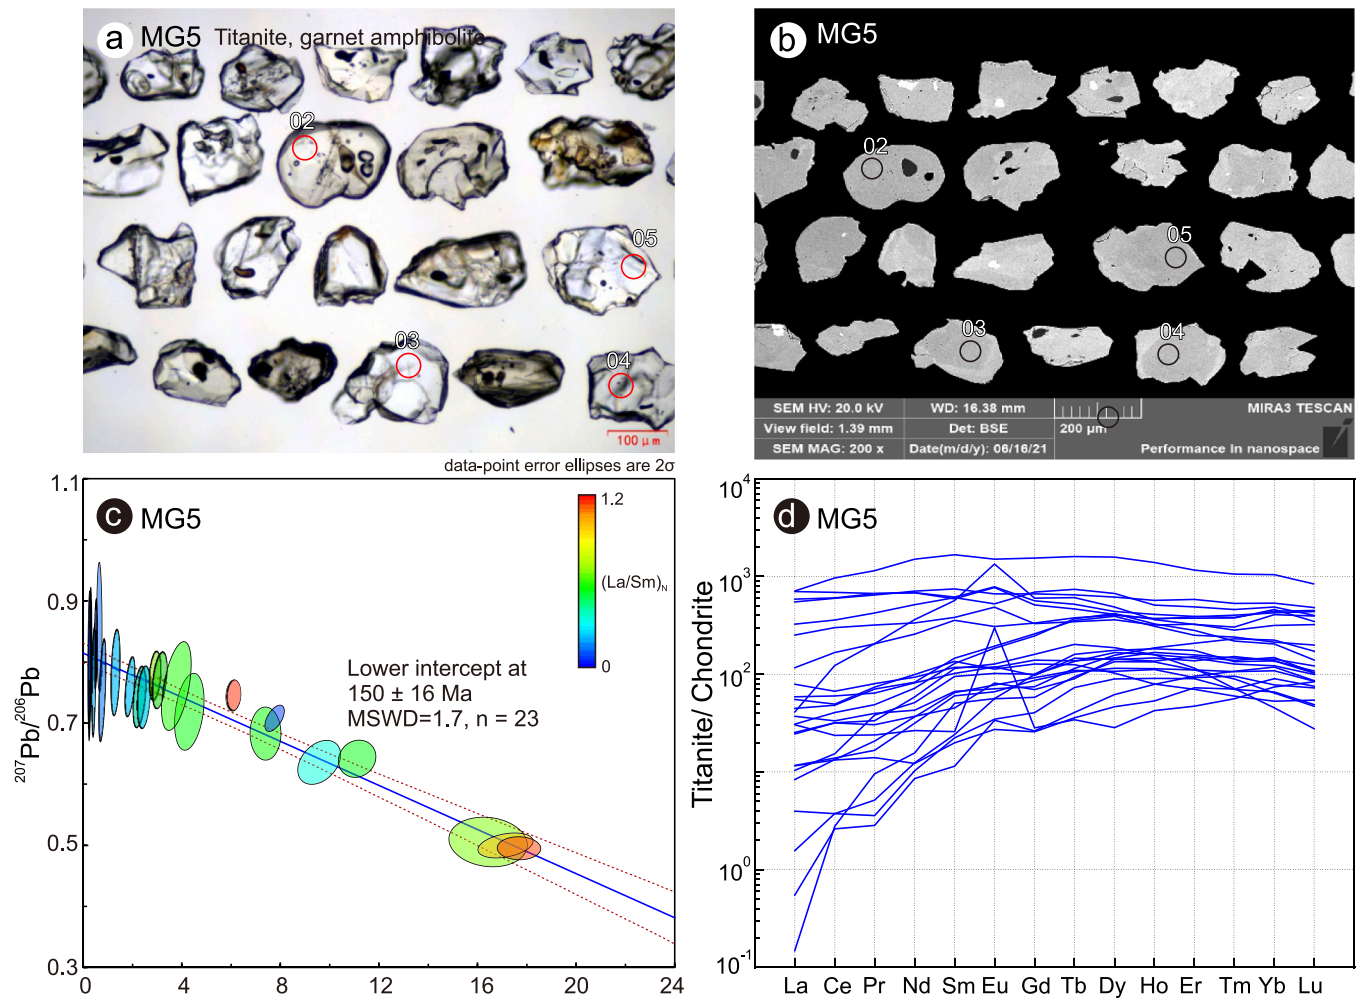 a MG5 Titanite, garnet amphibolite
02
05
03
04
100 μm
b MG5
02
05
03
04
SEM HV: 20.0 kV WD: 16.38 mm MIRA3 TESCAN
View field: 1.39 mm Det: BSE 200 μm
SEM MAG: 200 x Date(m/d/y): 06/16/21 Performance in nanospace
data-point error ellipses are 2σ
c MG5
1.1
0.9
0.7
0.5
0.3
207Pb/206Pb
0 4 8 12 16 20 24
1.2
(La/Sm)N
0
Lower intercept at
150 ± 16 Ma
MSWD=1.7, n = 23
d MG5
Titanite/ Chondrite
10^4
10^3
10^2
10^1
10^0
10^-1
La Ce Pr Nd Sm Eu Gd Tb Dy Ho Er Tm Yb Lu